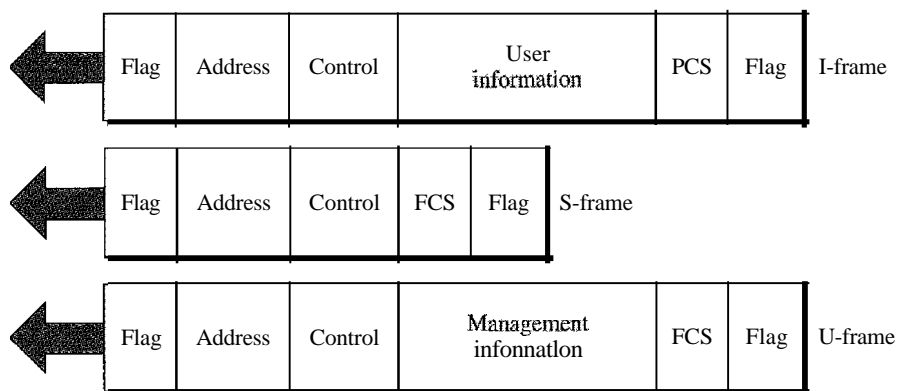 Flag Address Control User information PCS Flag I-frame
Flag Address Control FCS Flag S-frame
Flag Address Control Management infonnatlon FCS Flag U-frame